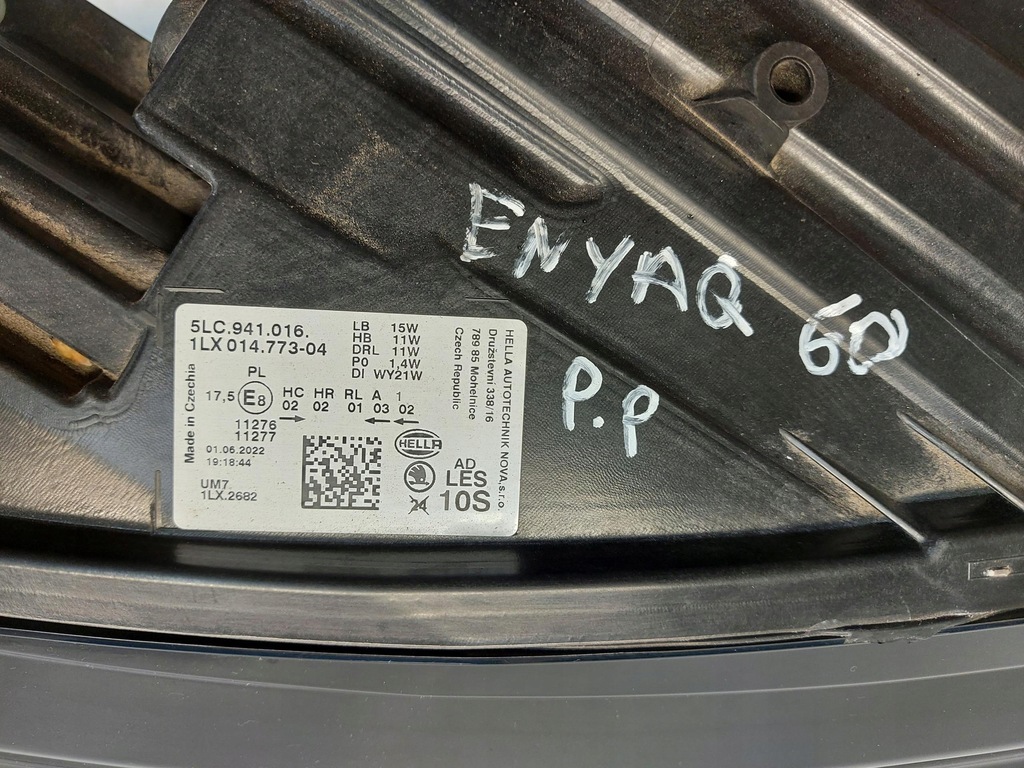 ENYAQ 60
P.P
5LC.941.016.
1LX 014.773-04
LB 15W
HB 11W
DRL 11W
PO 1,4W
DI WY21W
PL
17,5 E8 HC HR RL A 1
02 02 01 03 02
11276
11277
01.06.2022
19:18:44
UM7
1LX.2682
Made in Czechia
HELLA
AD
LES
24 10S
HELLA AUTOTECHNIK NOVA,s.r.o.
Družstevní 338/16
789 85 Mohelnice
Czech Republic